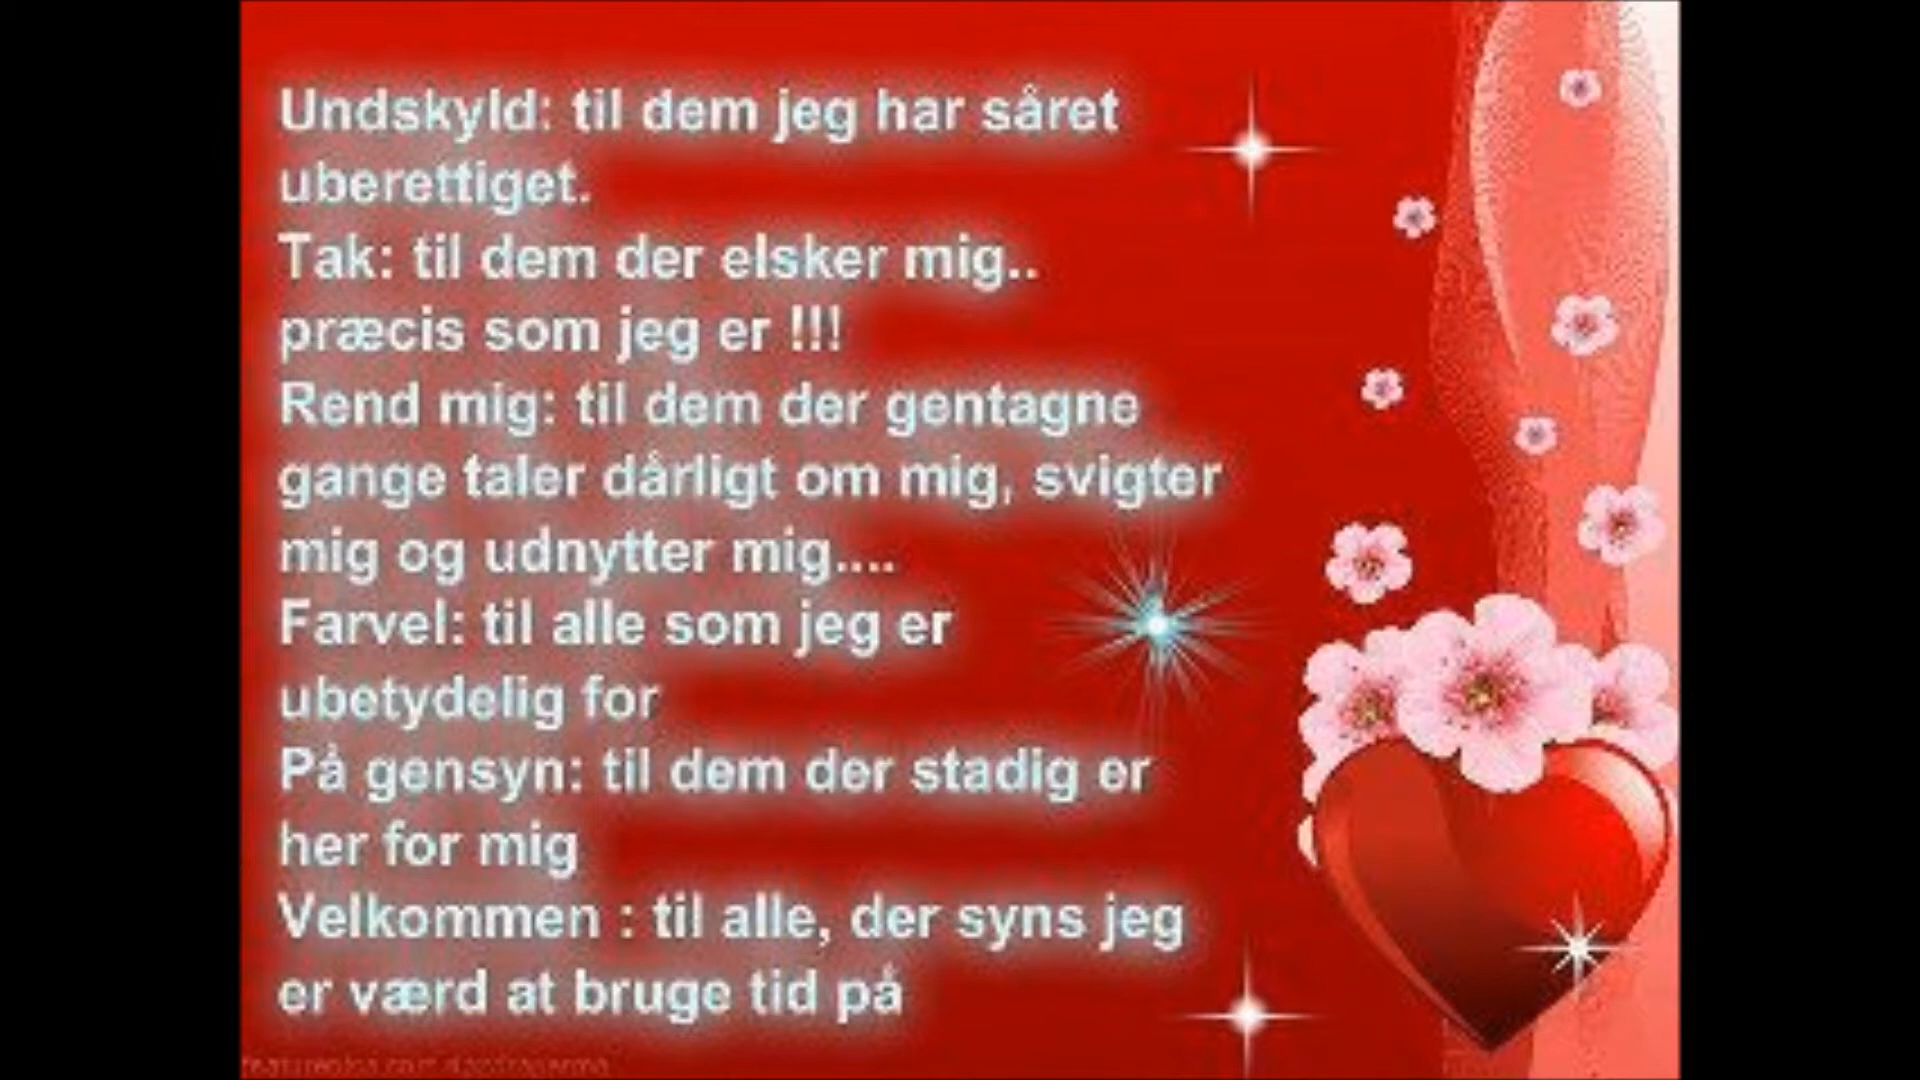 Undskyld: til dem jeg har såret
uberettiget.
Tak: til dem der elsker mig..
præcis som jeg er !!!
Rend mig: til dem der gentagne
gange taler dårligt om mig, svigter
mig og udnytter mig....
Farvel: til alle som jeg er
ubetydelig for
På gensyn: til dem der stadig er
her for mig
Velkommen : til alle, der syns jeg
er værd at bruge tid på